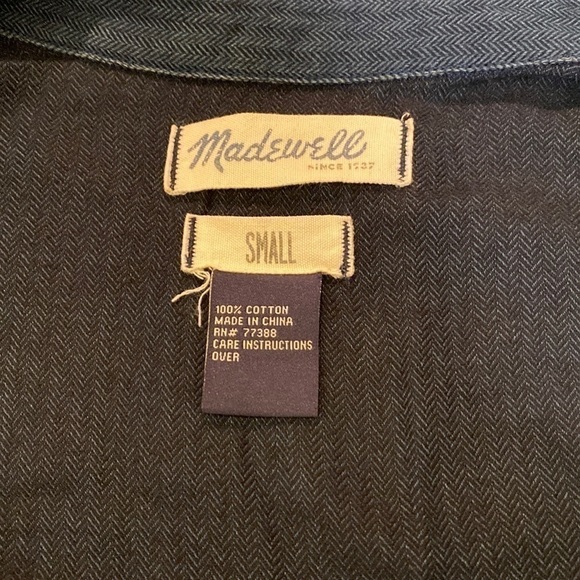 Madewell
SINCE 1937
SMALL
100% COTTON
MADE IN CHINA
RN# 77388
CARE INSTRUCTIONS
OVER